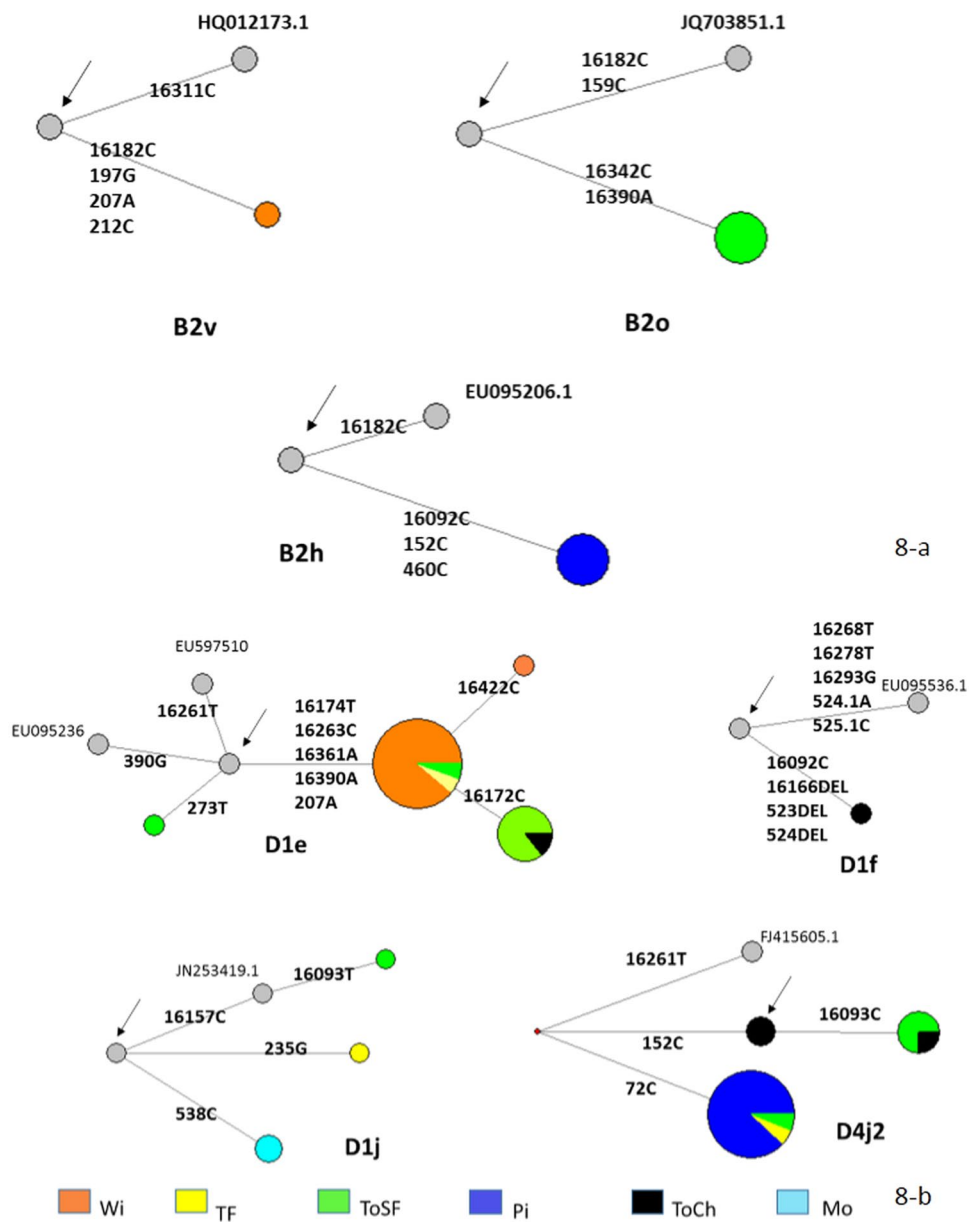 HQ012173.1
16311C
16182C
197G
207A
212C
B2v
JQ703851.1
16182C
159C
16342C
16390A
B2o
EU095206.1
16182C
16092C
152C
460C
B2h
8-a
EU597510
16261T
EU095236
390G
273T
16174T
16263C
16361A
16390A
207A
16422C
16172C
D1e
16268T
16278T
16293G
524.1A
525.1C
EU095536.1
16092C
16166DEL
523DEL
524DEL
D1f
JN253419.1
16093T
16157C
235G
538C
D1j
FJ415605.1
16261T
152C
16093C
72C
D4j2
Wi TF ToSF Pi ToCh Mo
8-b